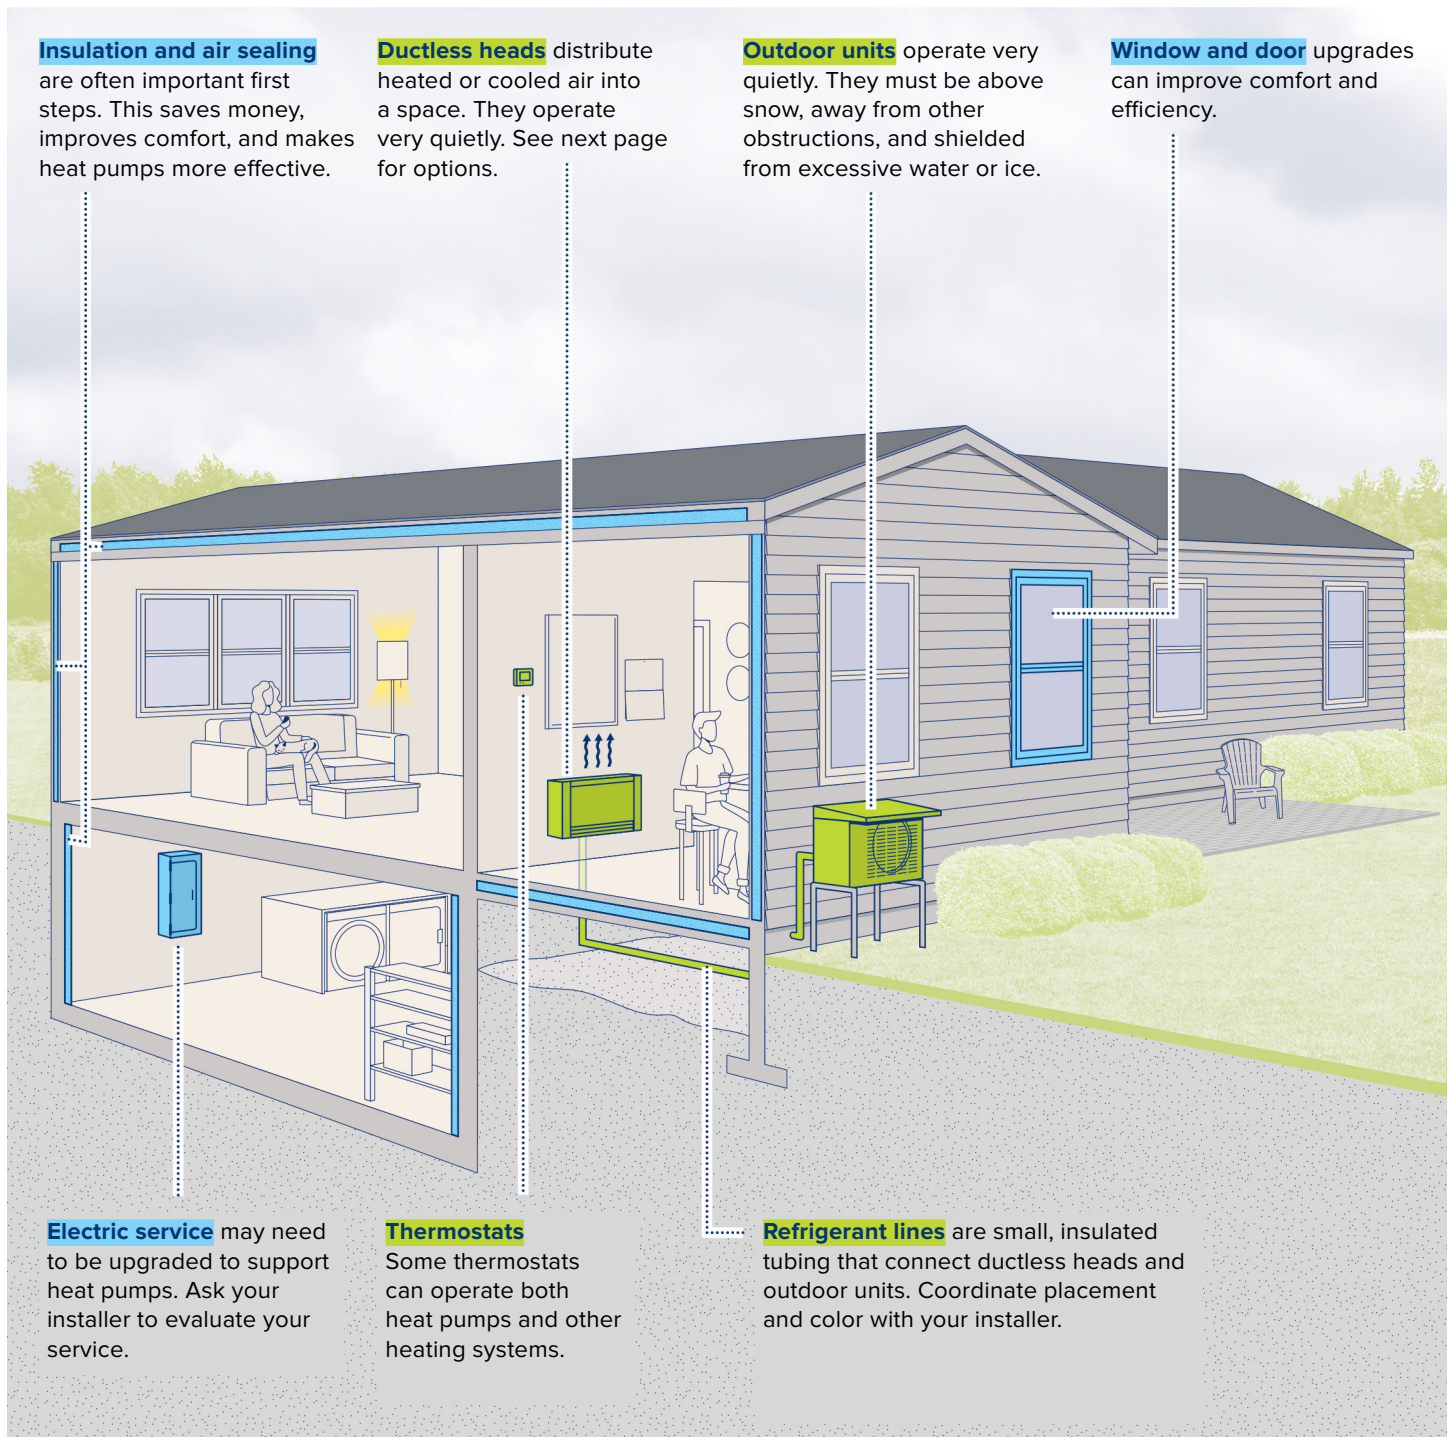 Insulation and air sealing
are often important first
steps. This saves money,
improves comfort, and makes
heat pumps more effective.
Ductless heads distribute
heated or cooled air into
a space. They operate
very quietly. See next page
for options.
Outdoor units operate very
quietly. They must be above
snow, away from other
obstructions, and shielded
from excessive water or ice.
Window and door upgrades
can improve comfort and
efficiency.
Electric service may need
to be upgraded to support
heat pumps. Ask your
installer to evaluate your
service.
Thermostats
Some thermostats
can operate both
heat pumps and other
heating systems.
Refrigerant lines are small, insulated
tubing that connect ductless heads and
outdoor units. Coordinate placement
and color with your installer.